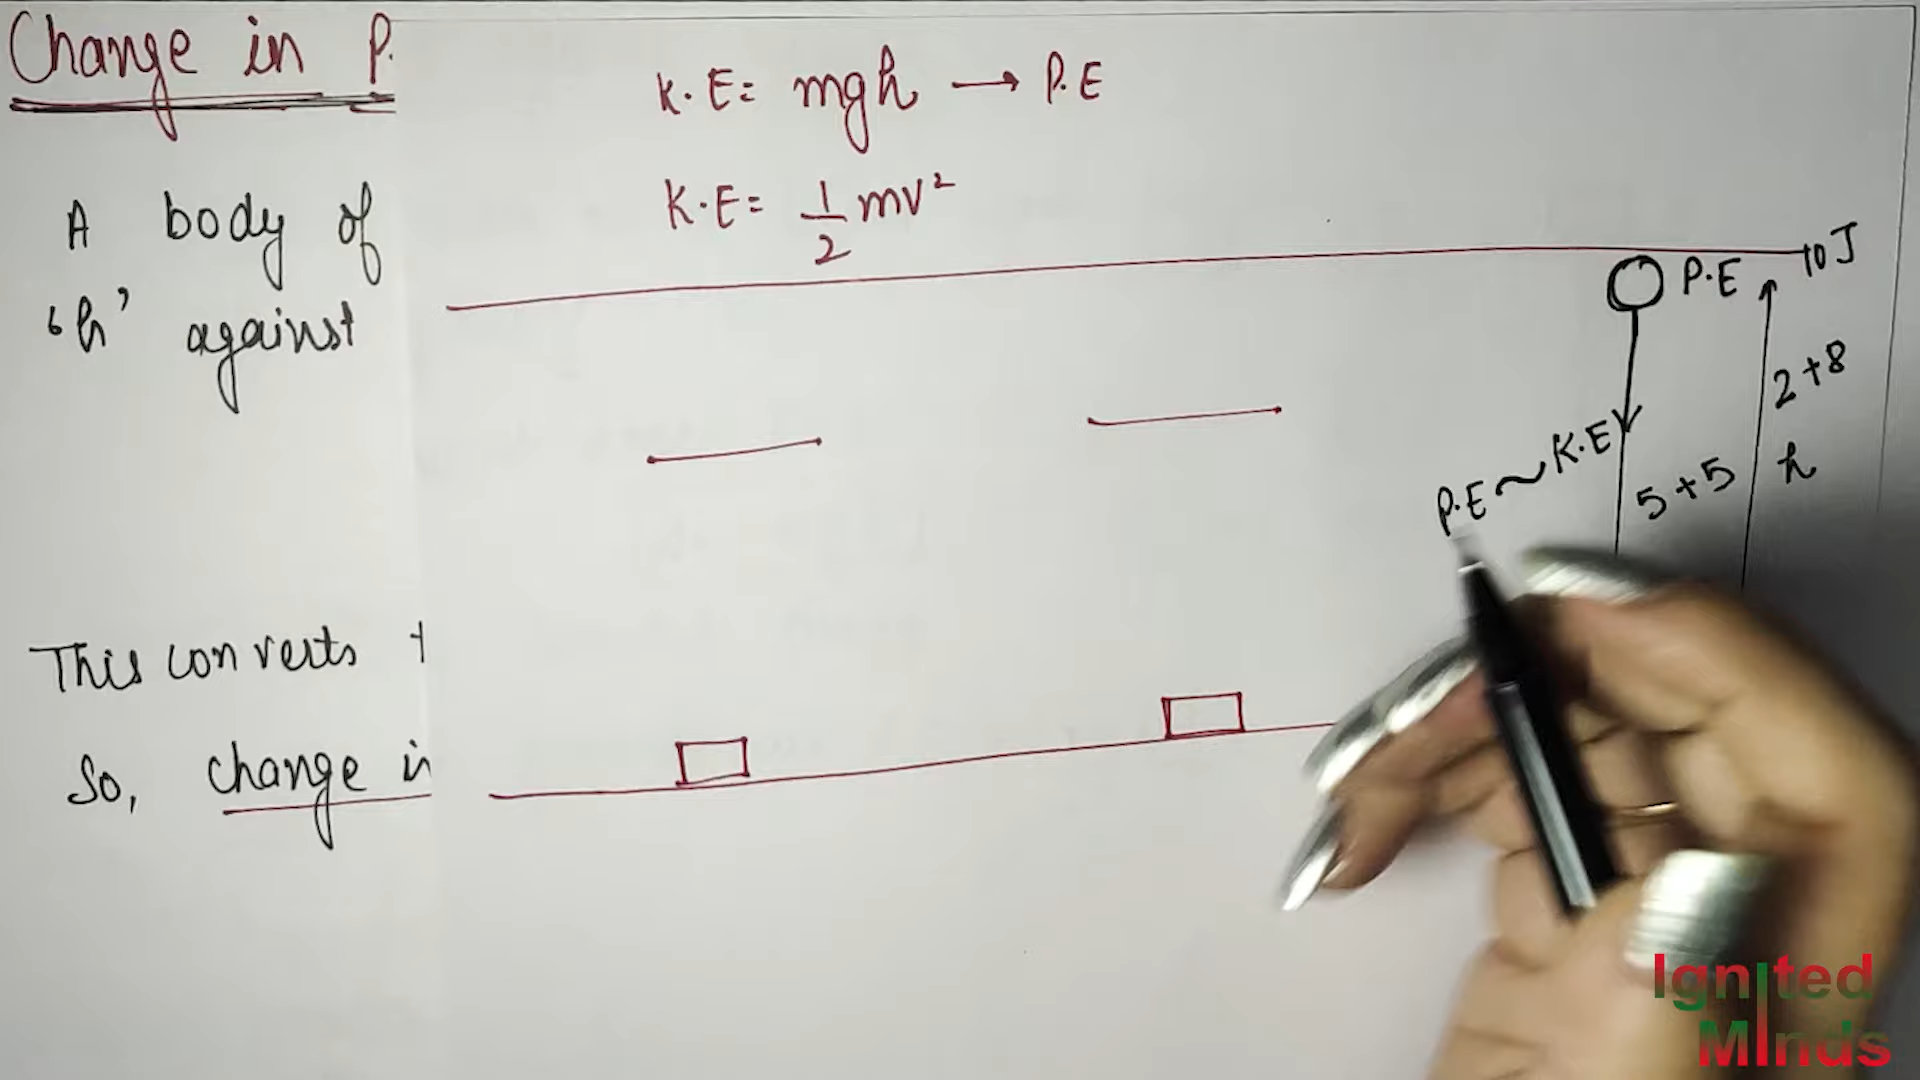 Change in P.
A body of
'h' against
This converts t
So, change in
K.E = mgh → P.E
K.E = 1/2 mv²
10 J
P.E
2+8
h
5+5
P.E ~ K.E
Ignited
Minds